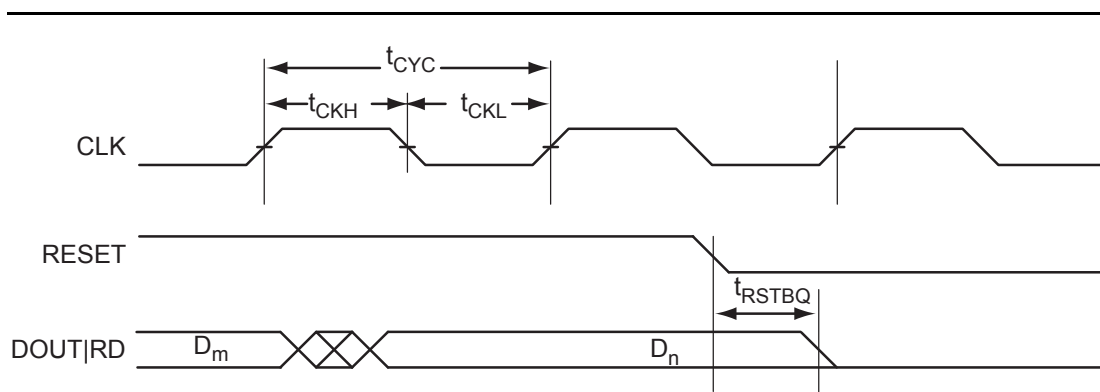 tCYC
tCKH tCKL
CLK
RESET
tRSTBQ
DOUT|RD Dm Dn